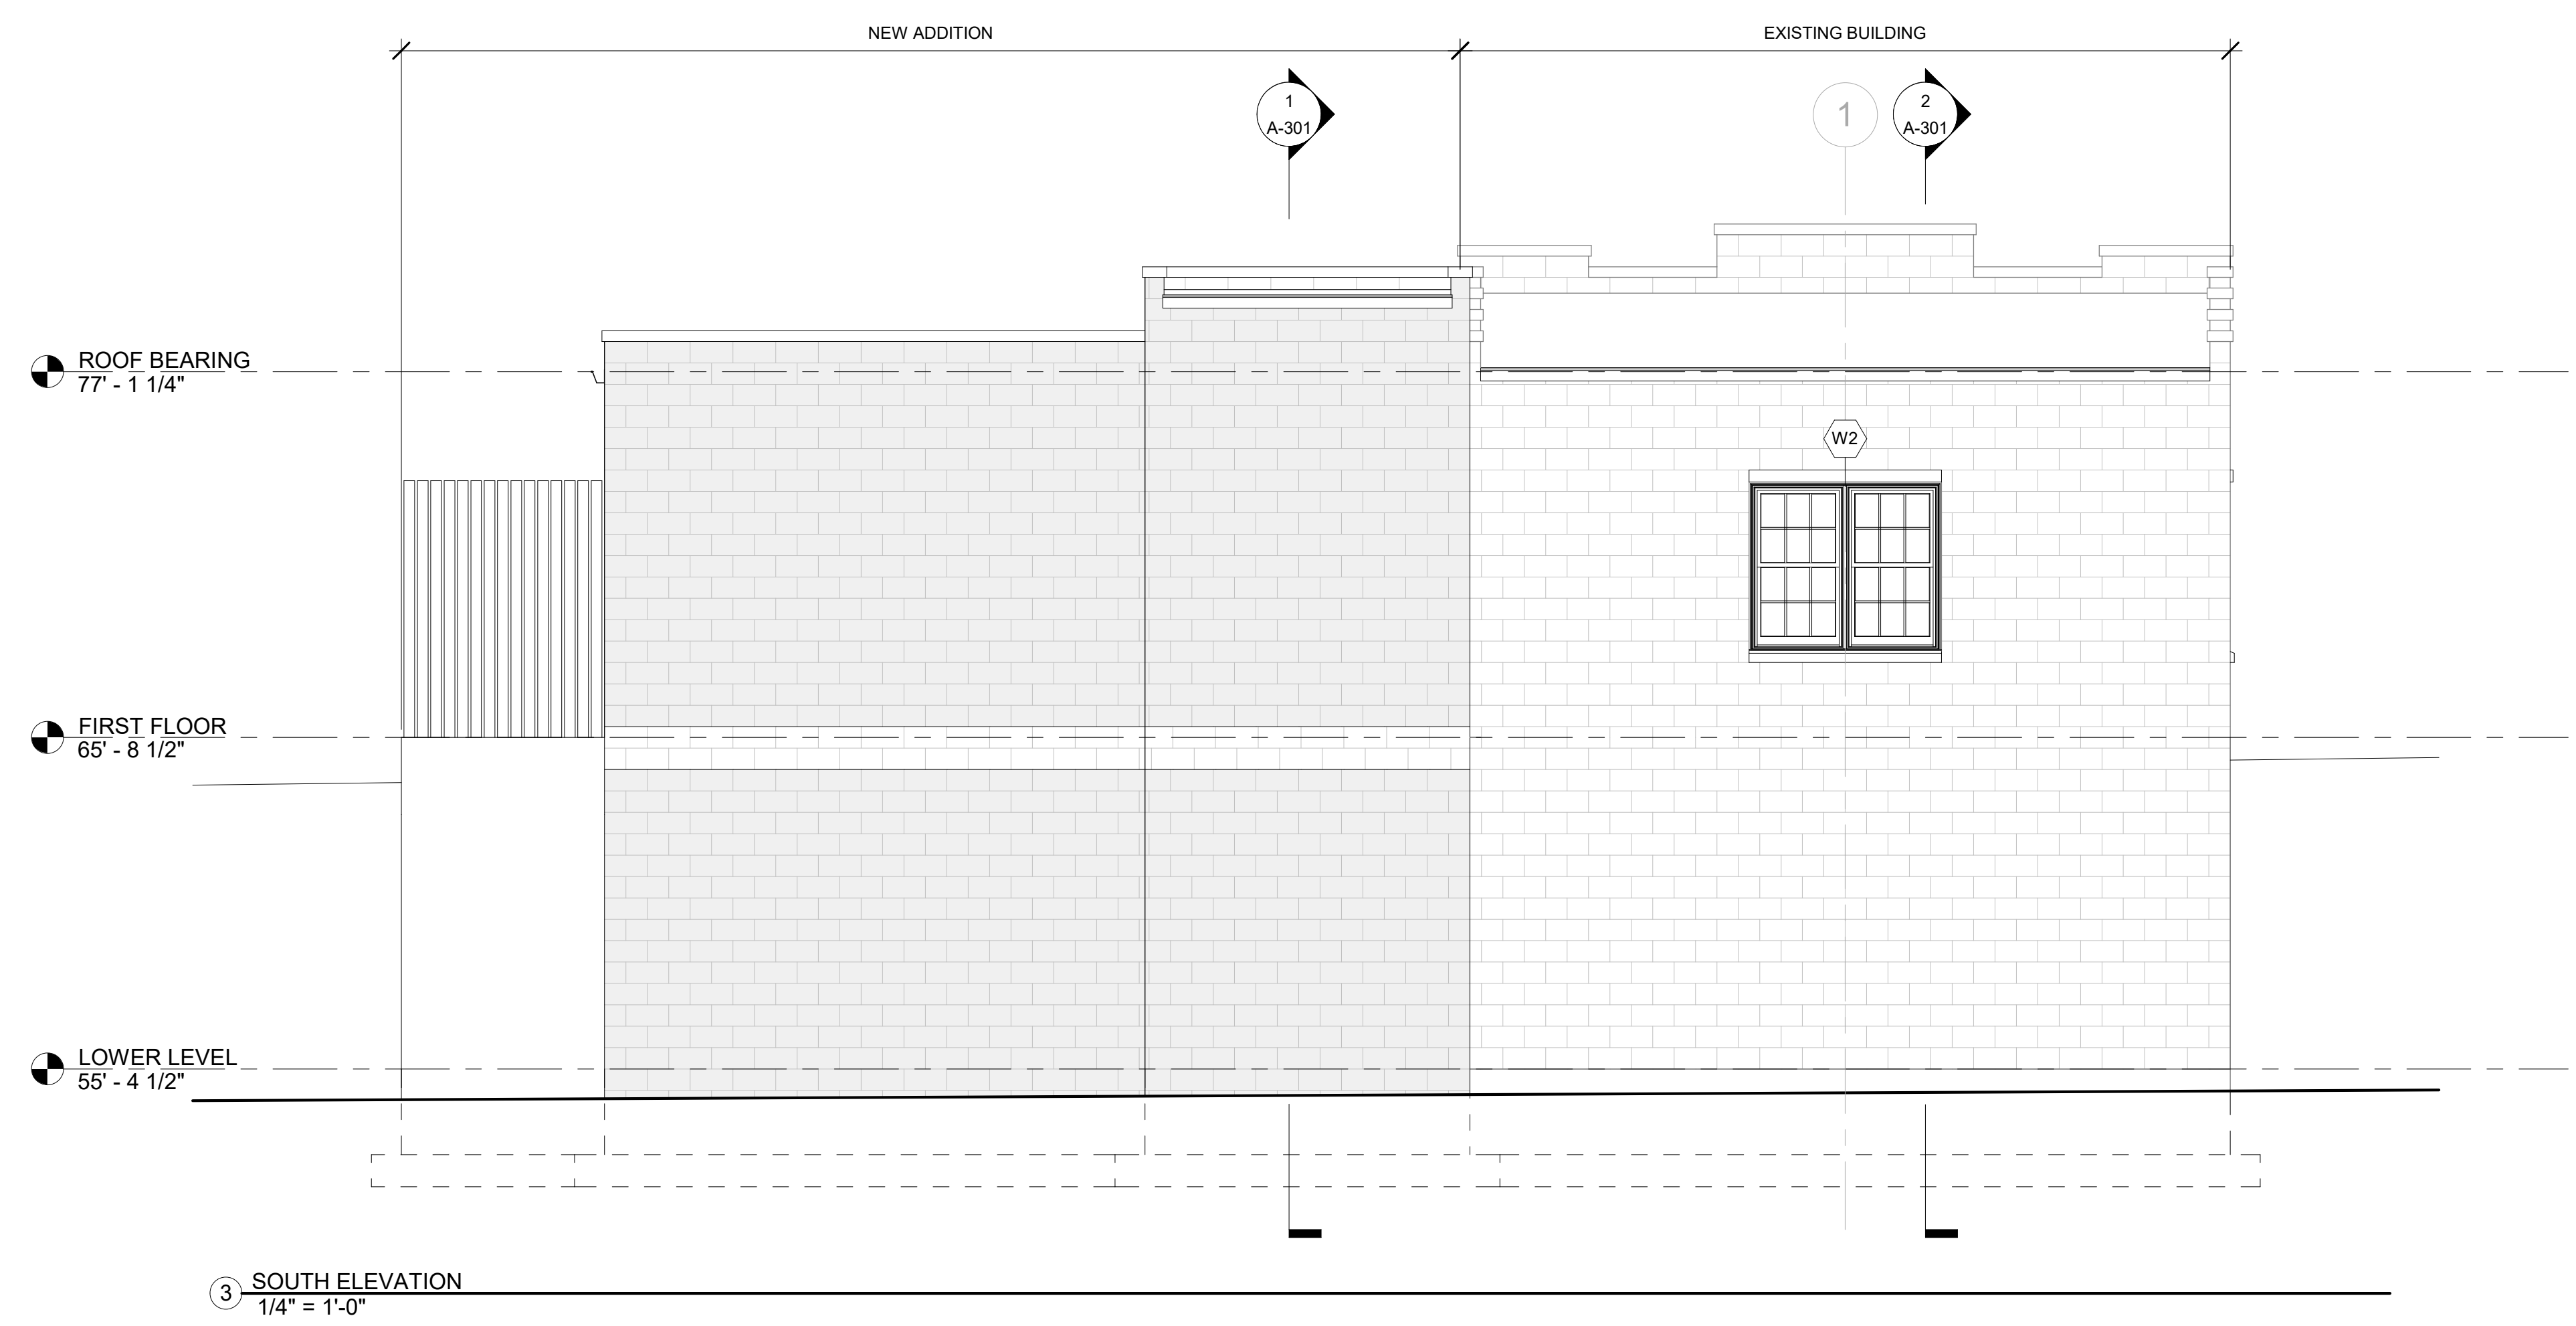 NEW ADDITION
EXISTING BUILDING
1
A-301
1
2
A-301
ROOF BEARING
77' - 1 1/4"
W2
FIRST FLOOR
65' - 8 1/2"
LOWER LEVEL
55' - 4 1/2"
3
SOUTH ELEVATION
1/4" = 1'-0"